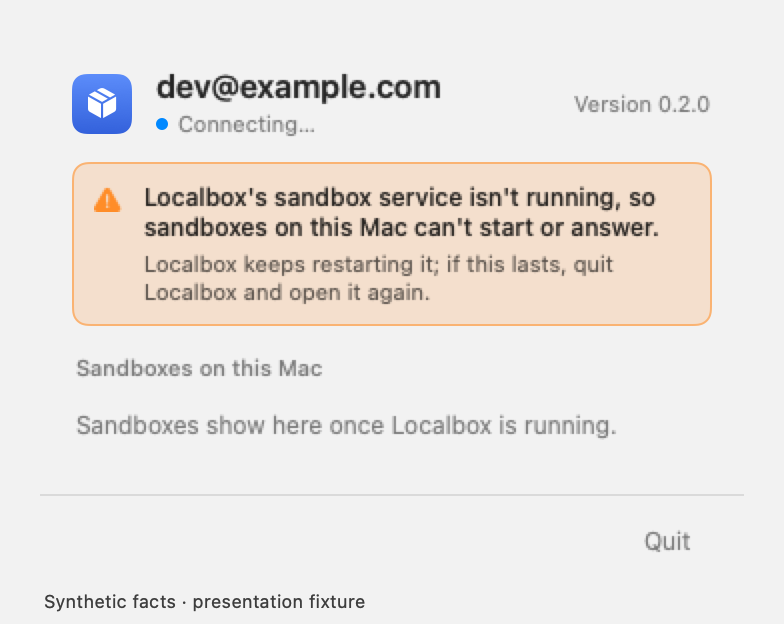 dev@example.com
Connecting...
Version 0.2.0
Localbox's sandbox service isn't running, so
sandboxes on this Mac can't start or answer.
Localbox keeps restarting it; if this lasts, quit
Localbox and open it again.
Sandboxes on this Mac
Sandboxes show here once Localbox is running.
Quit
Synthetic facts · presentation fixture